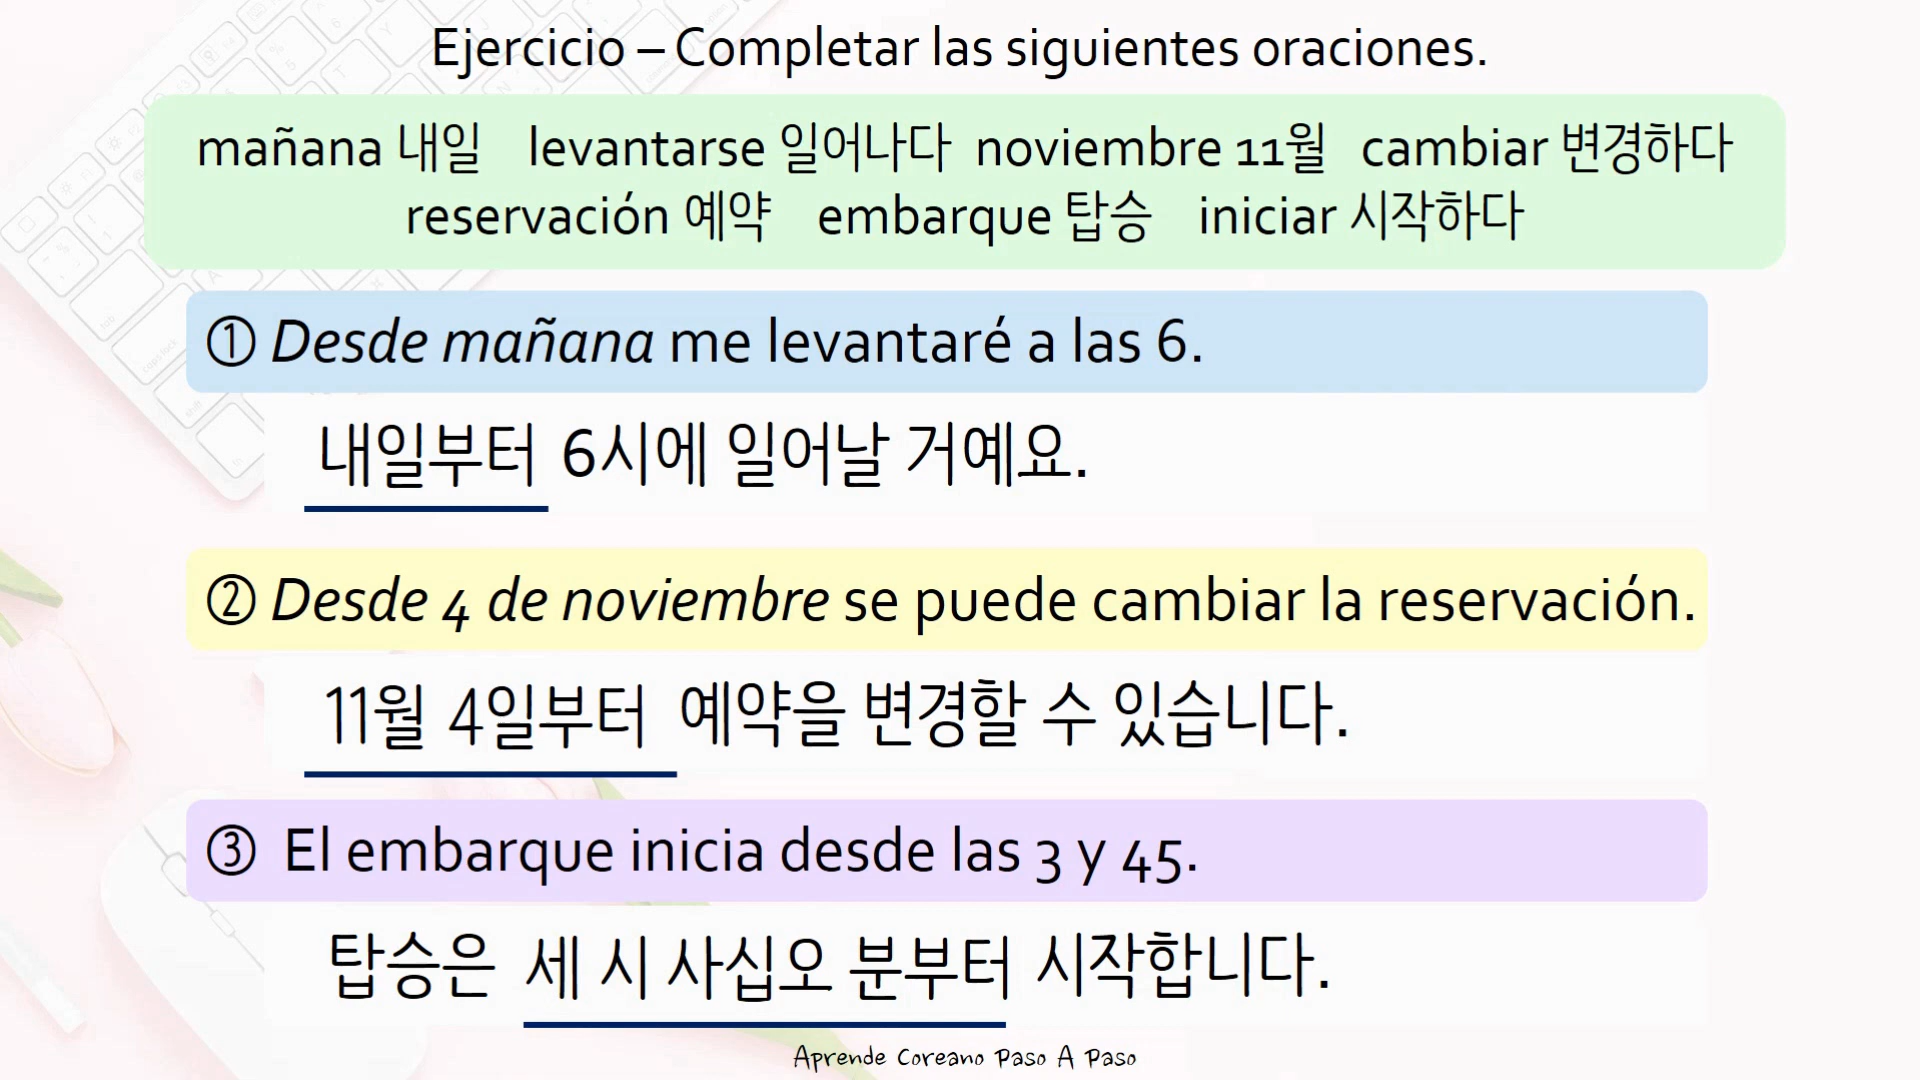 Ejercicio – Completar las siguientes oraciones.
mañana 내일 levantarse 일어나다 noviembre 11월 cambiar 변경하다
reservación 예약 embarque 탑승 iniciar 시작하다
① Desde mañana me levantaré a las 6.
내일부터 6시에 일어날 거예요.
② Desde 4 de noviembre se puede cambiar la reservación.
11월 4일부터 예약을 변경할 수 있습니다.
③ El embarque inicia desde las 3 y 45.
탑승은 세 시 사십오 분부터 시작합니다.
Aprende Coreano Paso A Paso